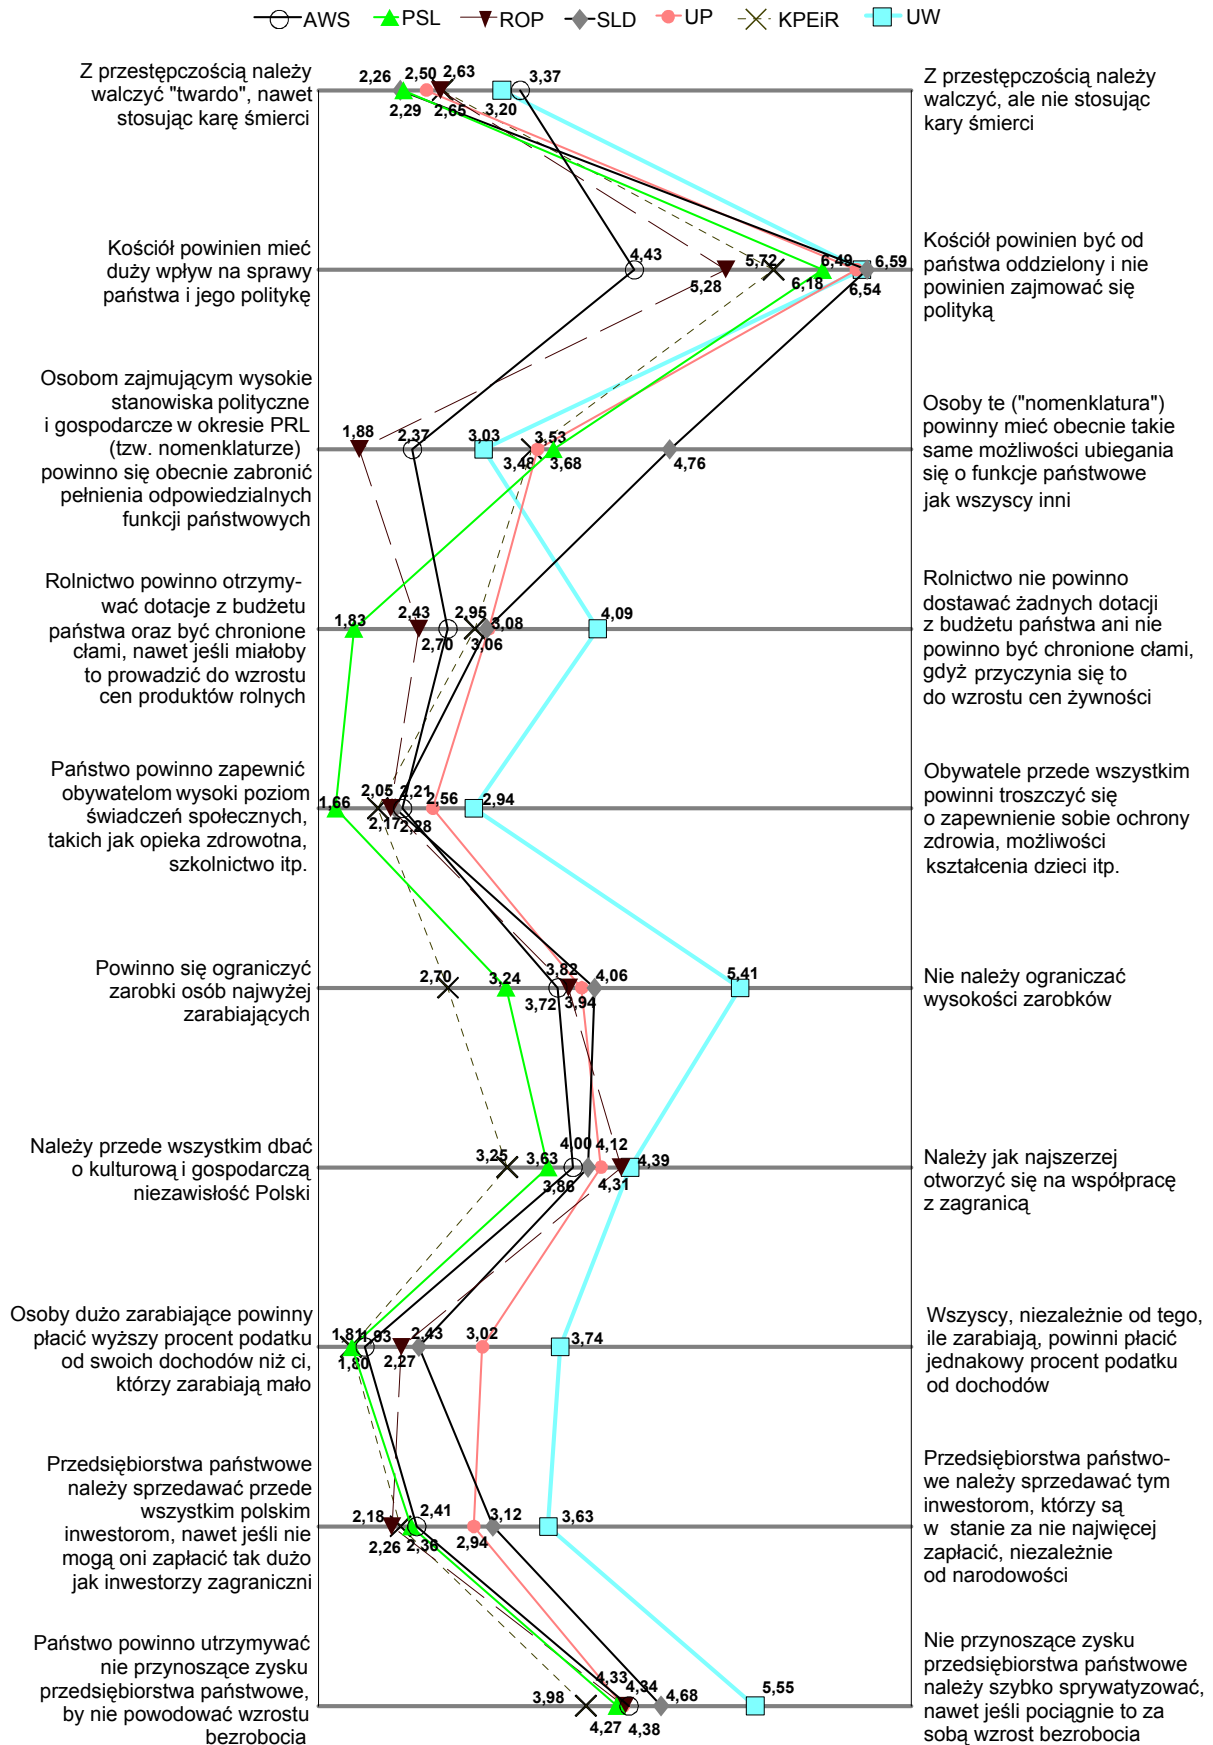 AWS PSL ROP SLD UP KPEiR UW
Z przestępczością należy
walczyć "twardo", nawet
stosując karę śmierci
2,26 2,50 2,63 3,37
2,29 2,65 3,20
Z przestępczością należy
walczyć, ale nie stosując
kary śmierci
Kościół powinien mieć
duży wpływ na sprawy
państwa i jego politykę
4,43 5,72 6,49 6,59
5,28 6,18 6,54
Kościół powinien być od
państwa oddzielony i nie
powinien zajmować się
polityką
Osobom zajmującym wysokie
stanowiska polityczne
i gospodarcze w okresie PRL
(tzw. nomenklaturze)
powinno się obecnie zabronić
pełnienia odpowiedzialnych
funkcji państwowych
1,88 2,37 3,03 3,53
3,48 3,68 4,76
Osoby te ("nomenklatura")
powinny mieć obecnie takie
same możliwości ubiegania
się o funkcje państwowe
jak wszyscy inni
Rolnictwo powinno otrzymy-
wać dotacje z budżetu
państwa oraz być chronione
cłami, nawet jeśli miałoby
to prowadzić do wzrostu
cen produktów rolnych
1,83 2,43 2,95 3,08 4,09
2,70 3,06
Rolnictwo nie powinno
dostawać żadnych dotacji
z budżetu państwa ani nie
powinno być chronione cłami,
gdyż przyczynia się to
do wzrostu cen żywności
Państwo powinno zapewnić
obywatelom wysoki poziom
świadczeń społecznych,
takich jak opieka zdrowotna,
szkolnictwo itp.
1,66 2,05 2,21 2,56 2,94
2,17 2,28
Obywatele przede wszystkim
powinni troszczyć się
o zapewnienie sobie ochrony
zdrowia, możliwości
kształcenia dzieci itp.
Powinno się ograniczyć
zarobki osób najwyżej
zarabiających
2,70 3,24 3,82 4,06 5,41
3,72 3,94
Nie należy ograniczać
wysokości zarobków
Należy przede wszystkim dbać
o kulturową i gospodarczą
niezawisłość Polski
3,25 3,63 4,00 4,12 4,39
3,86 4,31
Należy jak najszerzej
otworzyć się na współpracę
z zagranicą
Osoby dużo zarabiające powinny
płacić wyższy procent podatku
od swoich dochodów niż ci,
którzy zarabiają mało
1,81 1,93 2,43 3,02 3,74
1,80 2,27
Wszyscy, niezależnie od tego,
ile zarabiają, powinni płacić
jednakowy procent podatku
od dochodów
Przedsiębiorstwa państwowe
należy sprzedawać przede
wszystkim polskim
inwestorom, nawet jeśli nie
mogą oni zapłacić tak dużo
jak inwestorzy zagraniczni
2,18 2,41 3,12 3,63
2,26 2,36 2,94
Przedsiębiorstwa państwo-
we należy sprzedawać tym
inwestorom, którzy są
w stanie za nie najwięcej
zapłacić, niezależnie
od narodowości
Państwo powinno utrzymywać
nie przynoszące zysku
przedsiębiorstwa państwowe,
by nie powodować wzrostu
bezrobocia
3,98 4,33 4,34 4,68 5,55
4,27 4,38
Nie przynoszące zysku
przedsiębiorstwa państwowe
należy szybko sprywatyzować,
nawet jeśli pociągnie to za
sobą wzrost bezrobocia